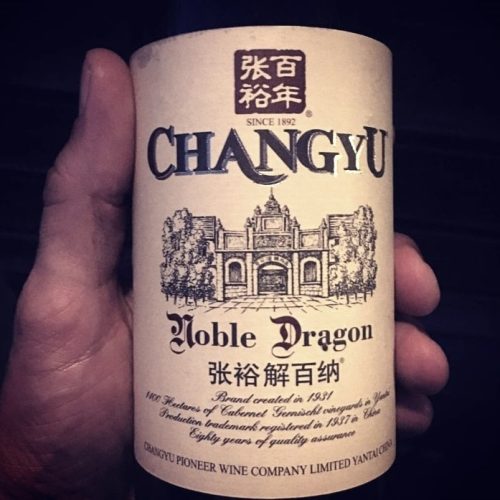 百年
张裕
®
SINCE 1892
CHANGYU
Noble Dragon
张裕解百纳®
Brand created in 1931
1400 Hectares of Cabernet Gernischt vineyards in Yantai
Production trademark registered in 1937 in China
Eighty years of quality assurance
CHANGYU PIONEER WINE COMPANY LIMITED YANTAI CHINA